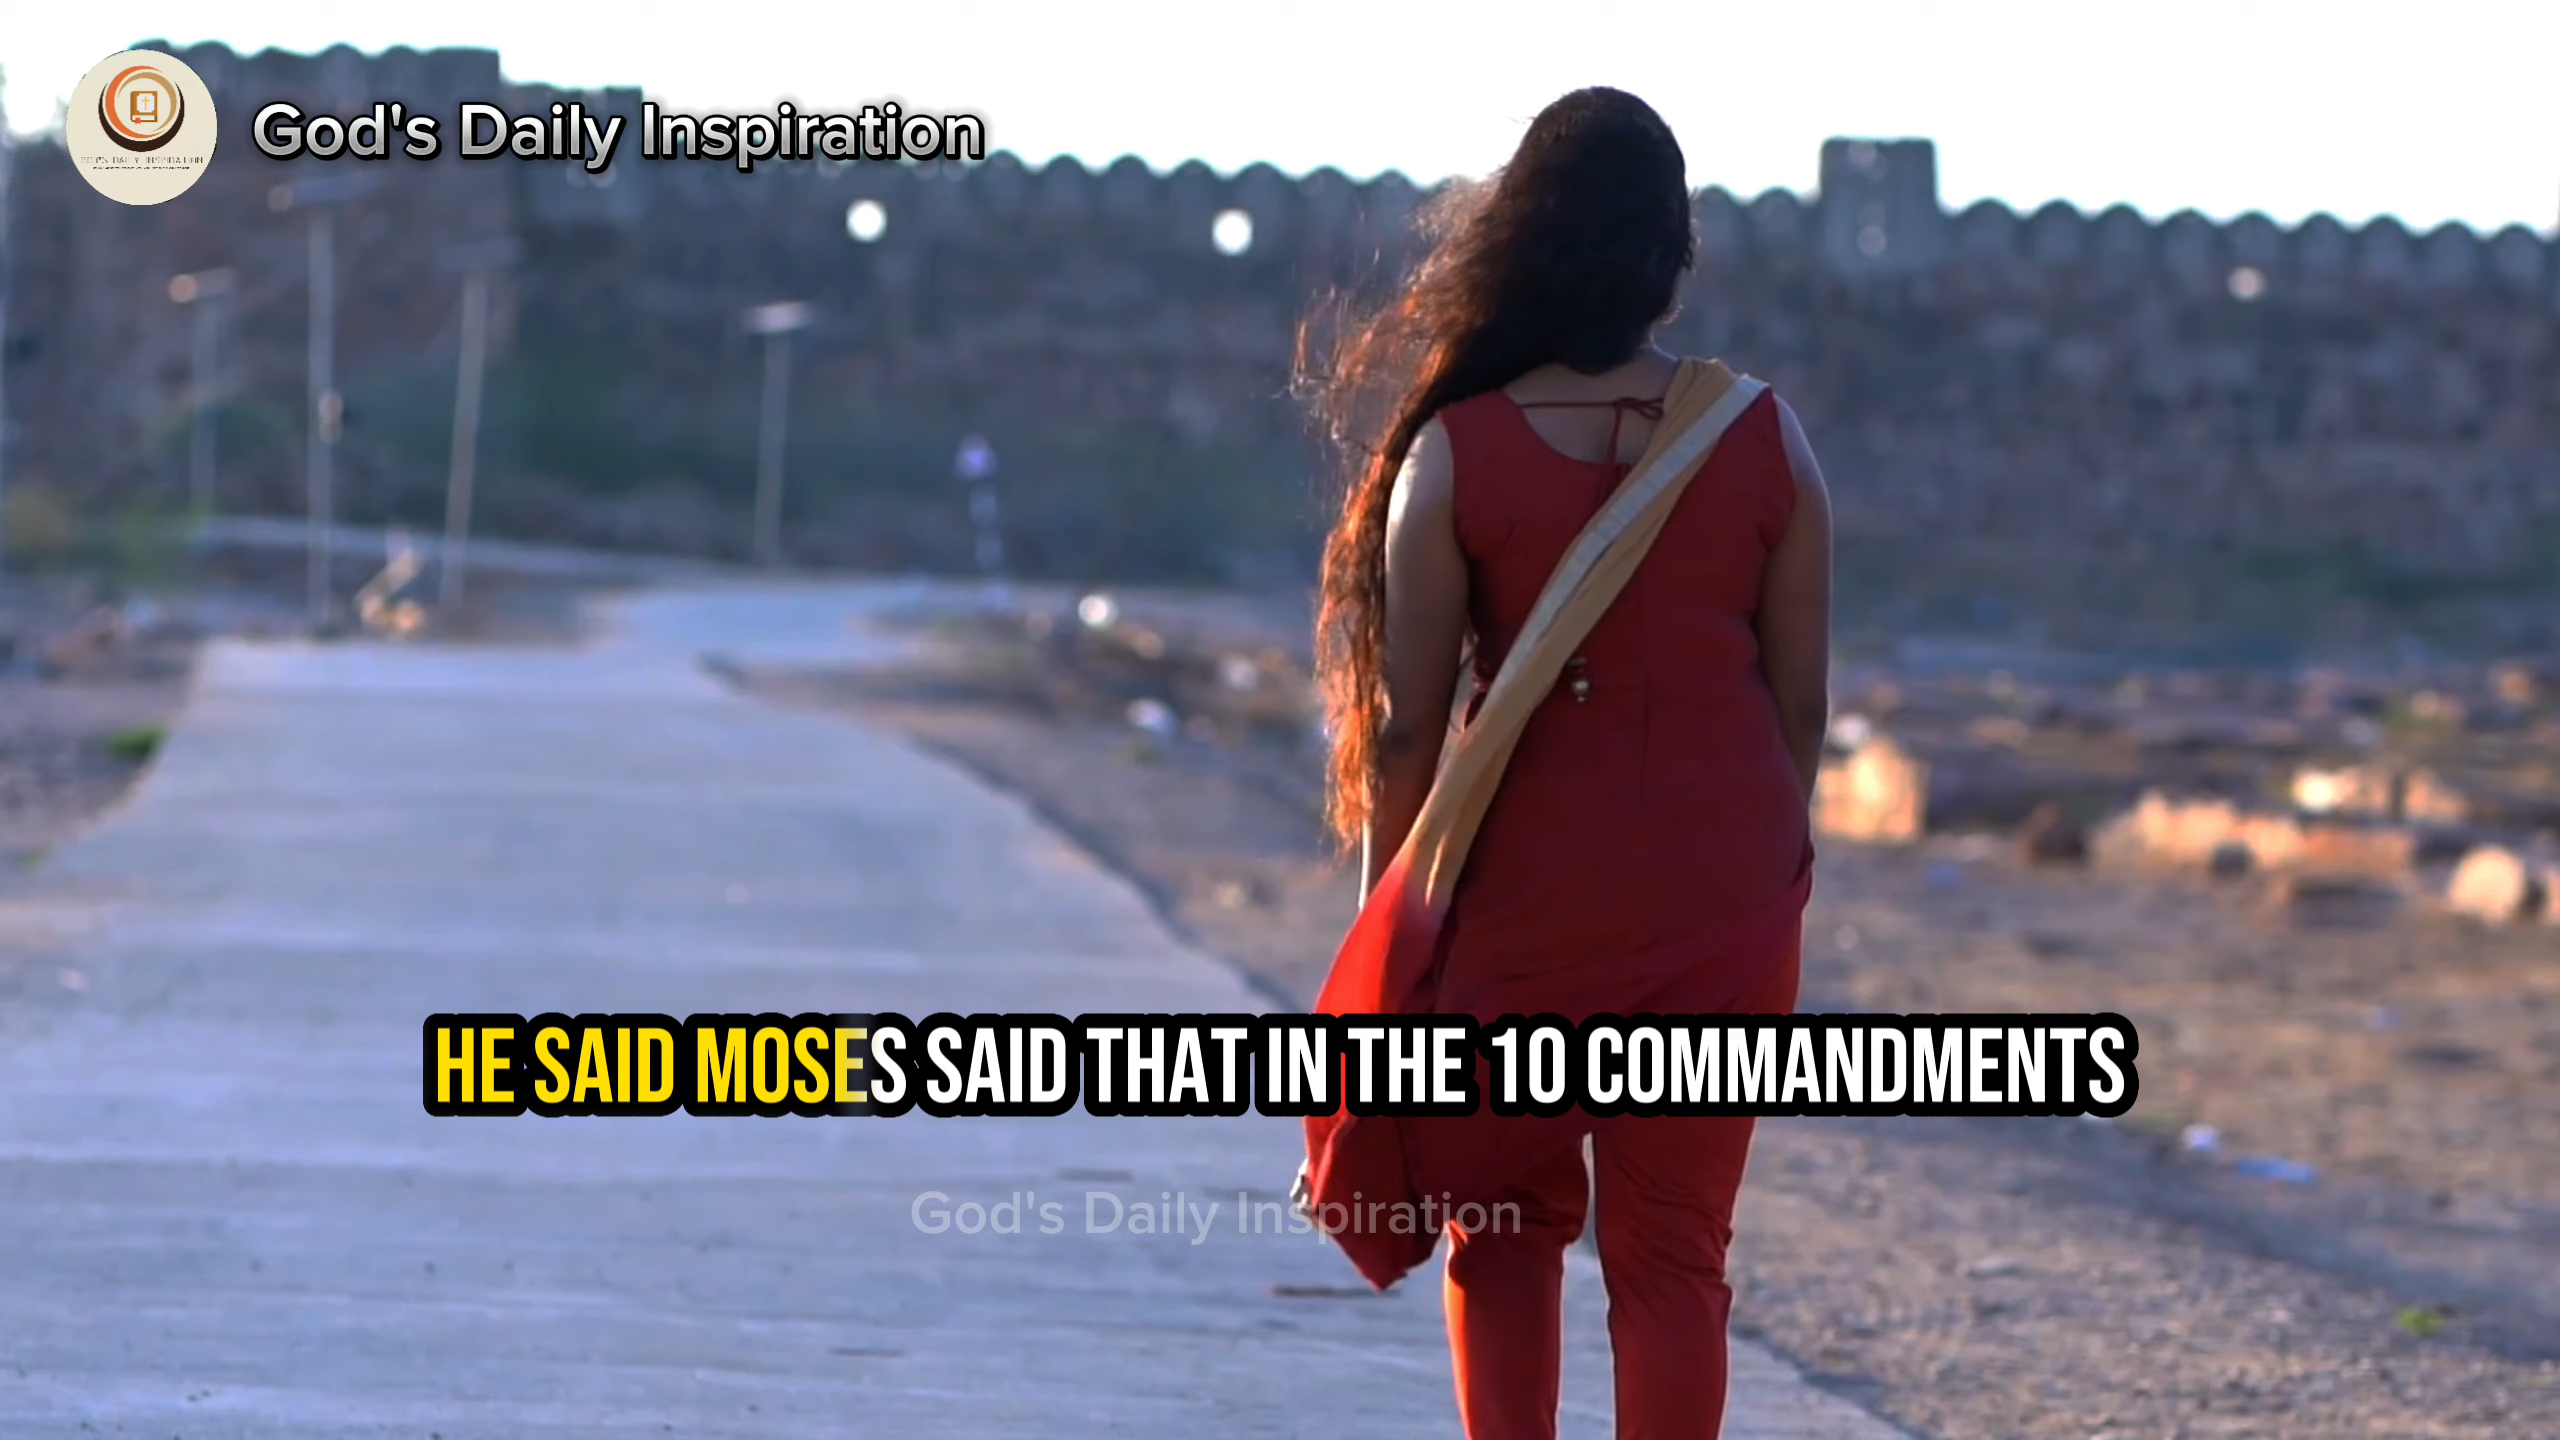 God's Daily Inspiration
HE SAID MOSES SAID THAT IN THE 10 COMMANDMENTS
God's Daily Inspiration